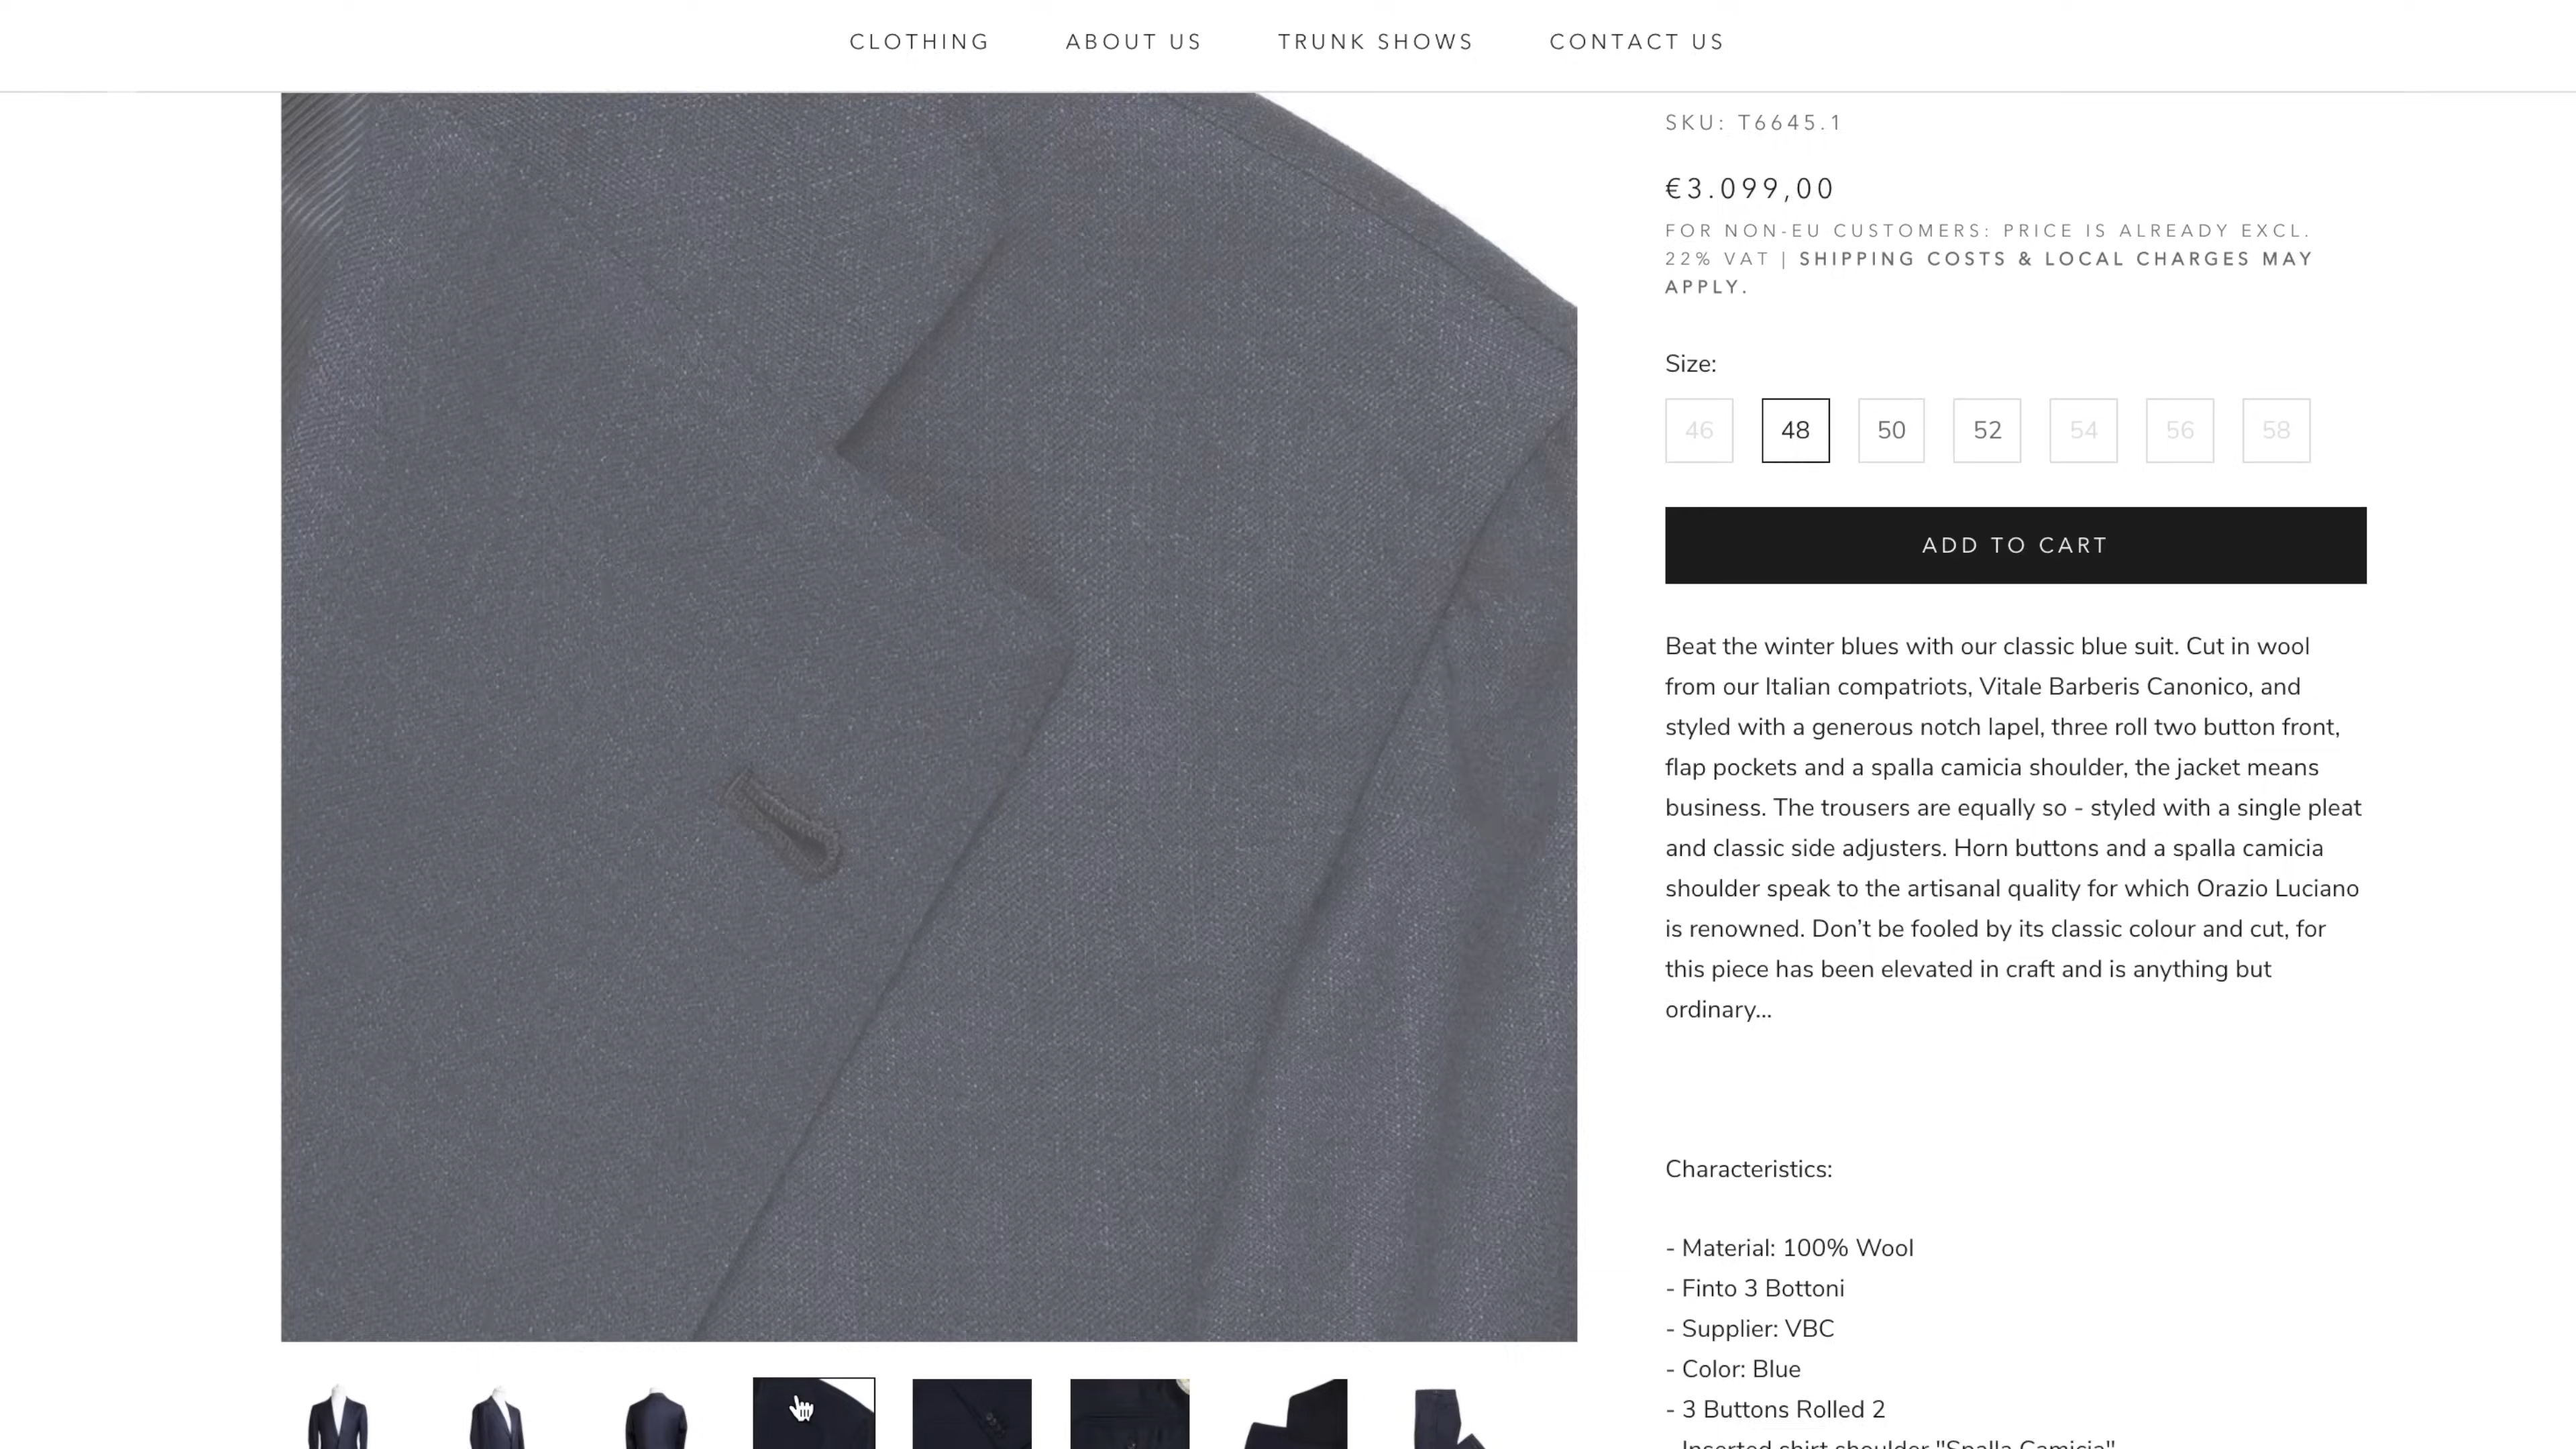 CLOTHING ABOUT US TRUNK SHOWS CONTACT US
SKU: T6645.1
€3.099,00
FOR NON-EU CUSTOMERS: PRICE IS ALREADY EXCL.
22% VAT | SHIPPING COSTS & LOCAL CHARGES MAY
APPLY.
Size:
46 48 50 52 54 56 58
ADD TO CART
Beat the winter blues with our classic blue suit. Cut in wool
from our Italian compatriots, Vitale Barberis Canonico, and
styled with a generous notch lapel, three roll two button front,
flap pockets and a spalla camicia shoulder, the jacket means
business. The trousers are equally so - styled with a single pleat
and classic side adjusters. Horn buttons and a spalla camicia
shoulder speak to the artisanal quality for which Orazio Luciano
is renowned. Don’t be fooled by its classic colour and cut, for
this piece has been elevated in craft and is anything but
ordinary...
Characteristics:
- Material: 100% Wool
- Finto 3 Bottoni
- Supplier: VBC
- Color: Blue
- 3 Buttons Rolled 2
- Inserted shirt shoulder "Spalla Camicia"